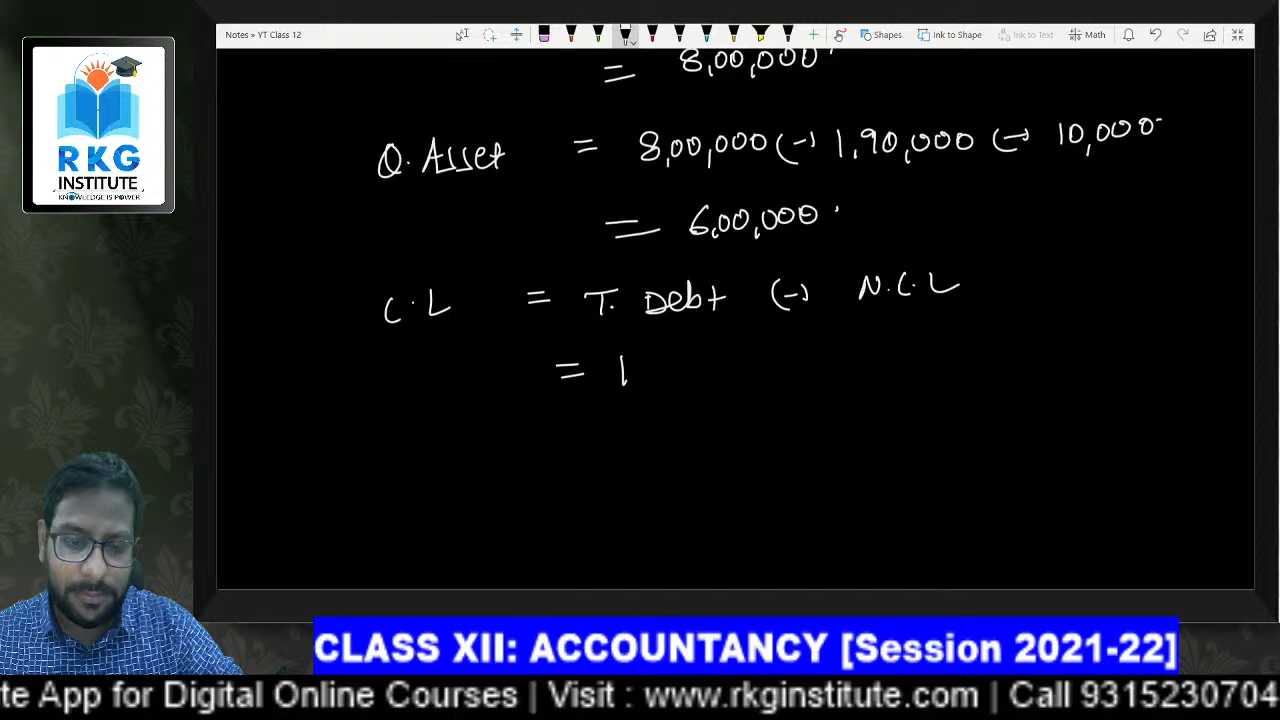 Notes » YT Class 12
Shapes
Ink to Shape
Ink to Text
Math
= 8,00,000
Q. Asset = 8,00,000 (-) 1,90,000 (-) 10,000
= 6,00,000
C.L = T. Debt (-) N.C.L
= 1
RKG
INSTITUTE
KNOWLEDGE IS POWER
CLASS XII: ACCOUNTANCY [Session 2021-22]
te App for Digital Online Courses | Visit : www.rkginstitute.com | Call 9315230704